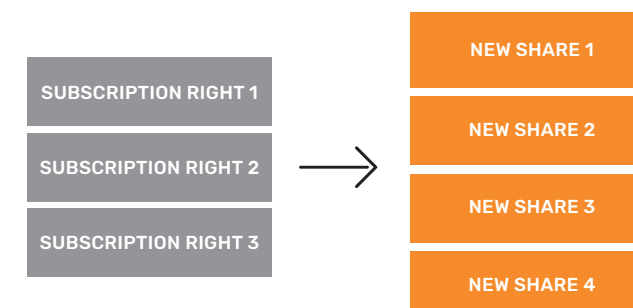 SUBSCRIPTION RIGHT 1
SUBSCRIPTION RIGHT 2
SUBSCRIPTION RIGHT 3
NEW SHARE 1
NEW SHARE 2
NEW SHARE 3
NEW SHARE 4